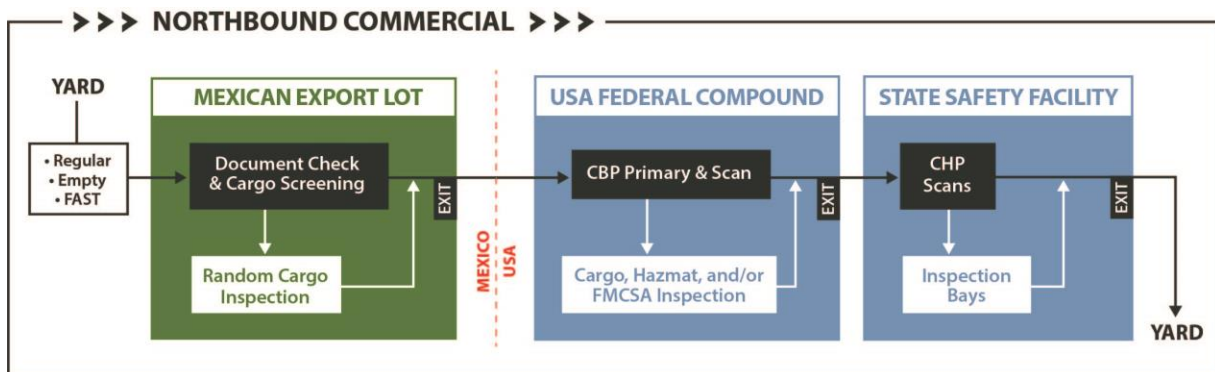 NORTHBOUND COMMERCIAL
YARD
• Regular
• Empty
• FAST
MEXICAN EXPORT LOT
Document Check
& Cargo Screening
Random Cargo
Inspection
EXIT
MEXICO
USA
USA FEDERAL COMPOUND
CBP Primary & Scan
Cargo, Hazmat, and/or
FMCSA Inspection
EXIT
STATE SAFETY FACILITY
CHP
Scans
Inspection
Bays
EXIT
YARD